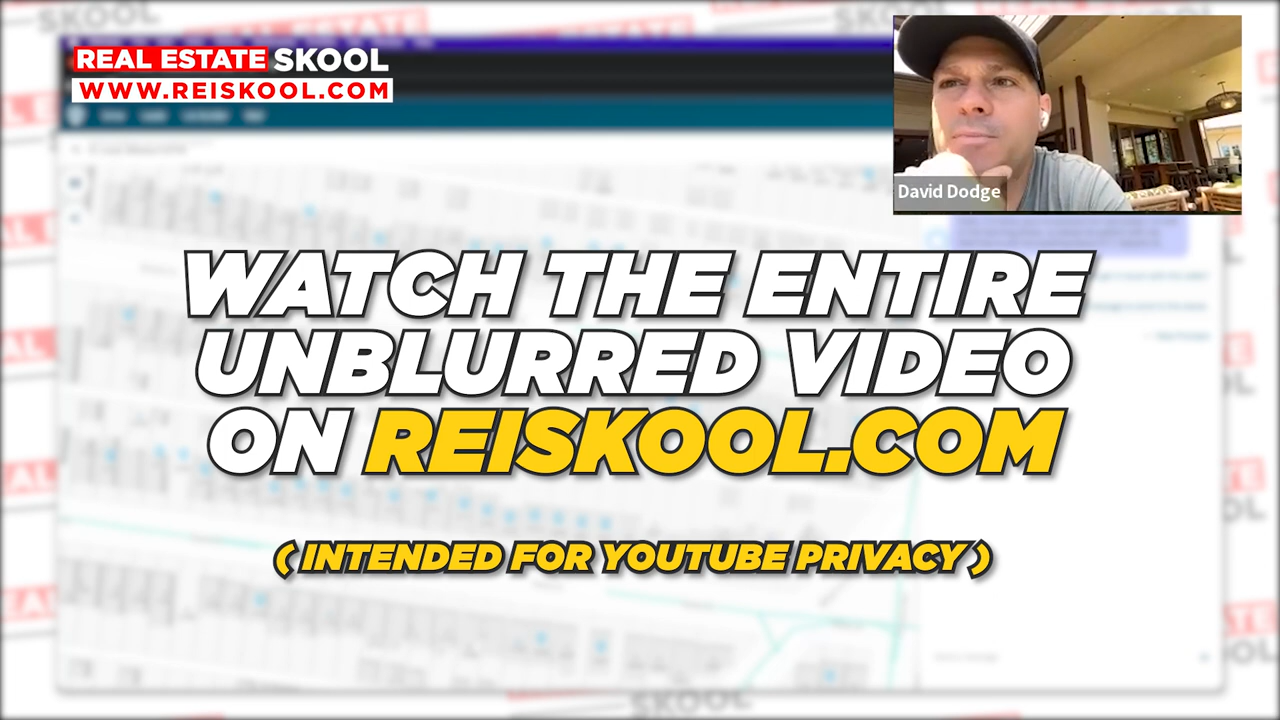 REAL ESTATE SKOOL
WWW.REISKOOL.COM
David Dodge
WATCH THE ENTIRE
UNBLURRED VIDEO
ON REISKOOL.COM
( INTENDED FOR YOUTUBE PRIVACY )